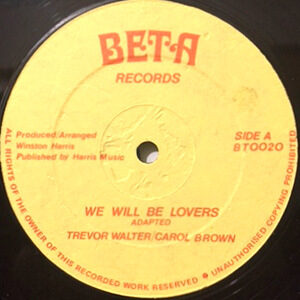 BETA
RECORDS
Produced/Arranged
Winston Harris
Published by Harris Music
SIDE A
BT0020
WE WILL BE LOVERS
ADAPTED
TREVOR WALTER/CAROL BROWN
ALL RIGHTS OF THE OWNER OF THIS RECORDED WORK RESERVED ● UNAUTHORISED COPYING PROHIBITED